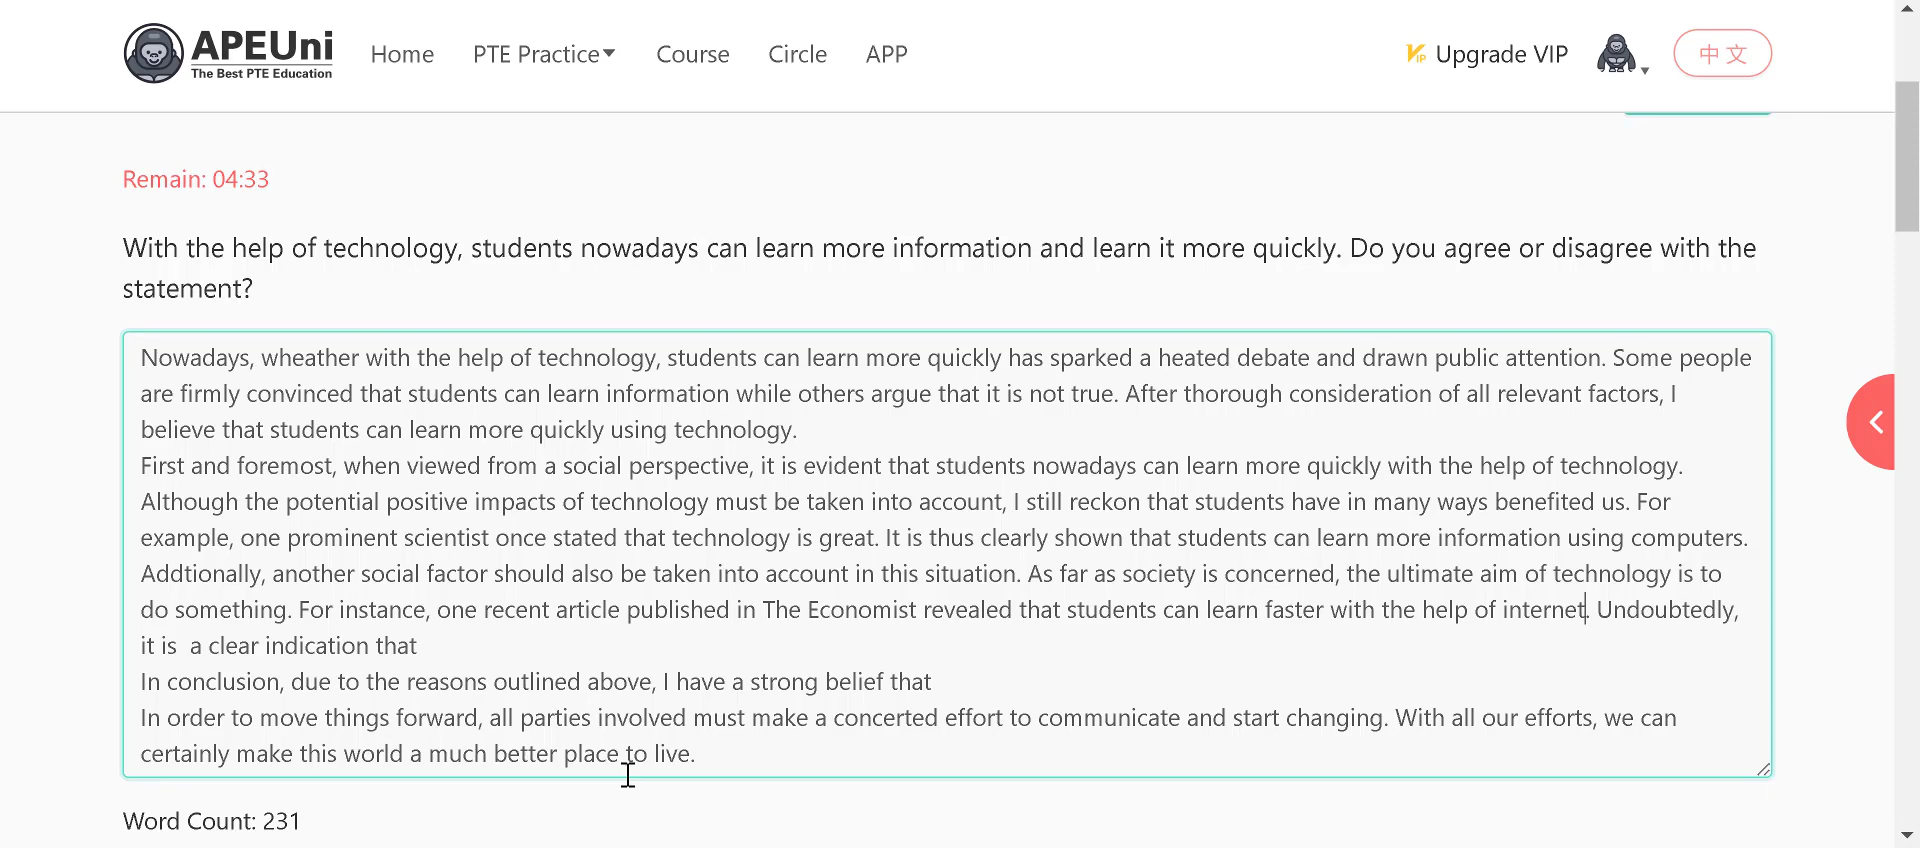 APEUni
The Best PTE Education
Home PTE Practice Course Circle APP
Upgrade VIP
中文
Remain: 04:33
With the help of technology, students nowadays can learn more information and learn it more quickly. Do you agree or disagree with the
statement?
Nowadays, wheather with the help of technology, students can learn more quickly has sparked a heated debate and drawn public attention. Some people
are firmly convinced that students can learn information while others argue that it is not true. After thorough consideration of all relevant factors, I
believe that students can learn more quickly using technology.
First and foremost, when viewed from a social perspective, it is evident that students nowadays can learn more quickly with the help of technology.
Although the potential positive impacts of technology must be taken into account, I still reckon that students have in many ways benefited us. For
example, one prominent scientist once stated that technology is great. It is thus clearly shown that students can learn more information using computers.
Addtionally, another social factor should also be taken into account in this situation. As far as society is concerned, the ultimate aim of technology is to
do something. For instance, one recent article published in The Economist revealed that students can learn faster with the help of internet. Undoubtedly,
it is  a clear indication that
In conclusion, due to the reasons outlined above, I have a strong belief that
In order to move things forward, all parties involved must make a concerted effort to communicate and start changing. With all our efforts, we can
certainly make this world a much better place to live.
Word Count: 231